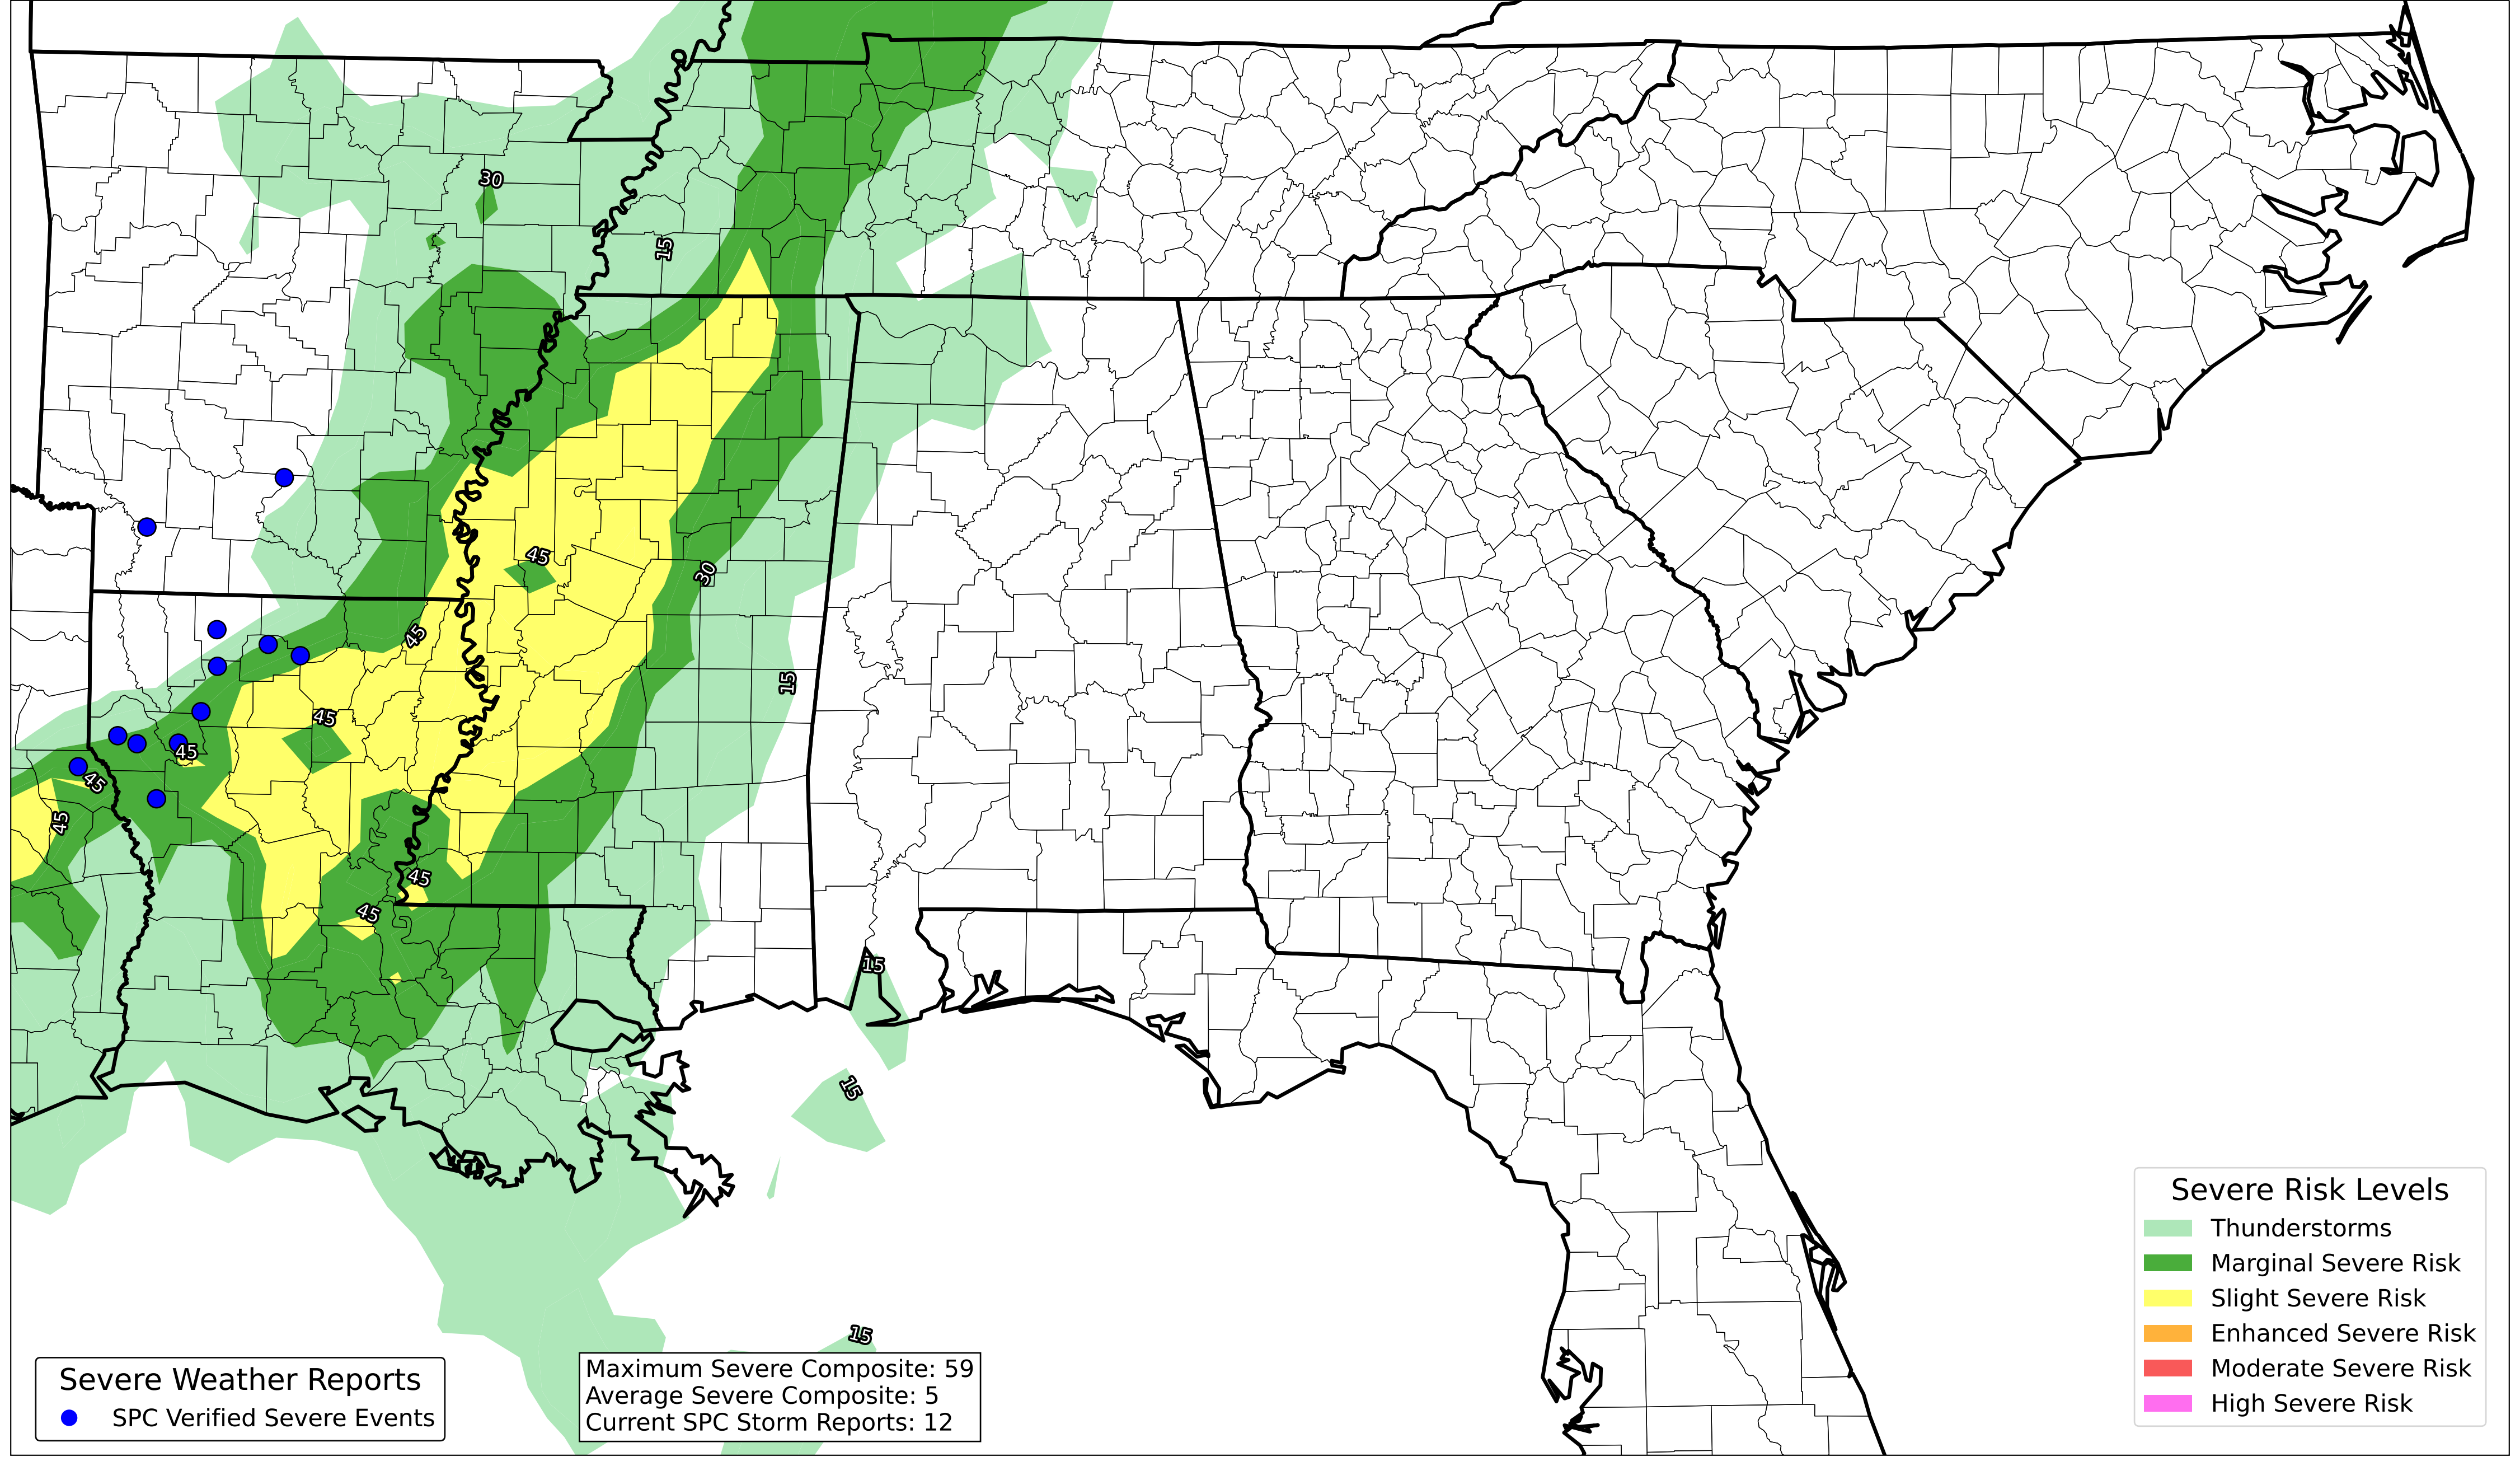 30
15
45
30
45
15
45
45
45
45
45
45
15
15
15
Severe Weather Reports
SPC Verified Severe Events
Maximum Severe Composite: 59
Average Severe Composite: 5
Current SPC Storm Reports: 12
Severe Risk Levels
Thunderstorms
Marginal Severe Risk
Slight Severe Risk
Enhanced Severe Risk
Moderate Severe Risk
High Severe Risk